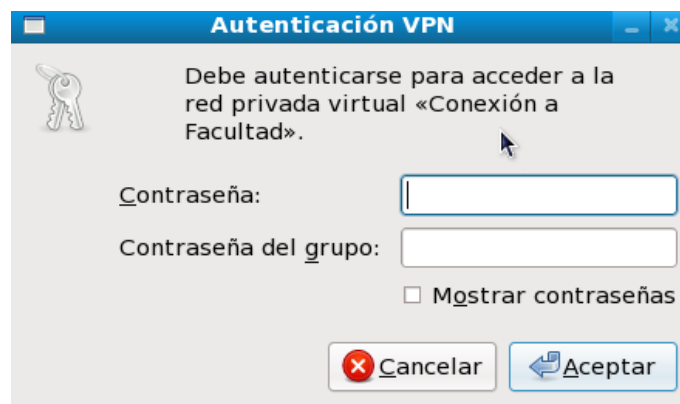 Autenticación VPN
Debe autenticarse para acceder a la
red privada virtual «Conexión a
Facultad».
Contraseña:
Contraseña del grupo:
Mostrar contraseñas
Cancelar
Aceptar